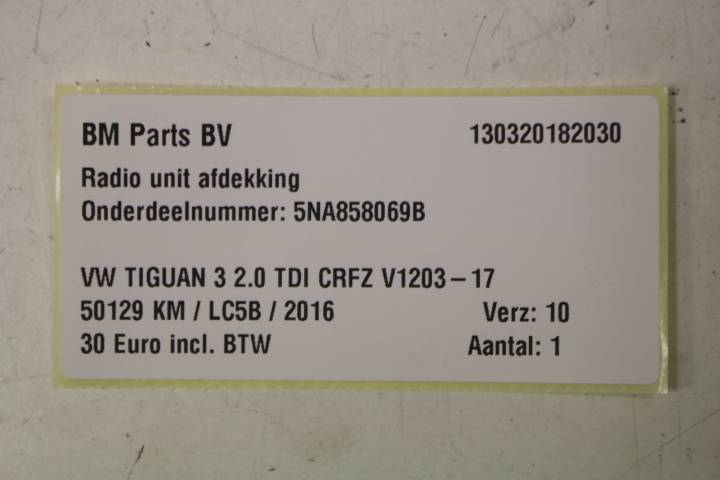 BM Parts BV 130320182030
Radio unit afdekking
Onderdeelnummer: 5NA858069B
VW TIGUAN 3 2.0 TDI CRFZ V1203-17
50129 KM / LC5B / 2016 Verz: 10
30 Euro incl. BTW Aantal: 1